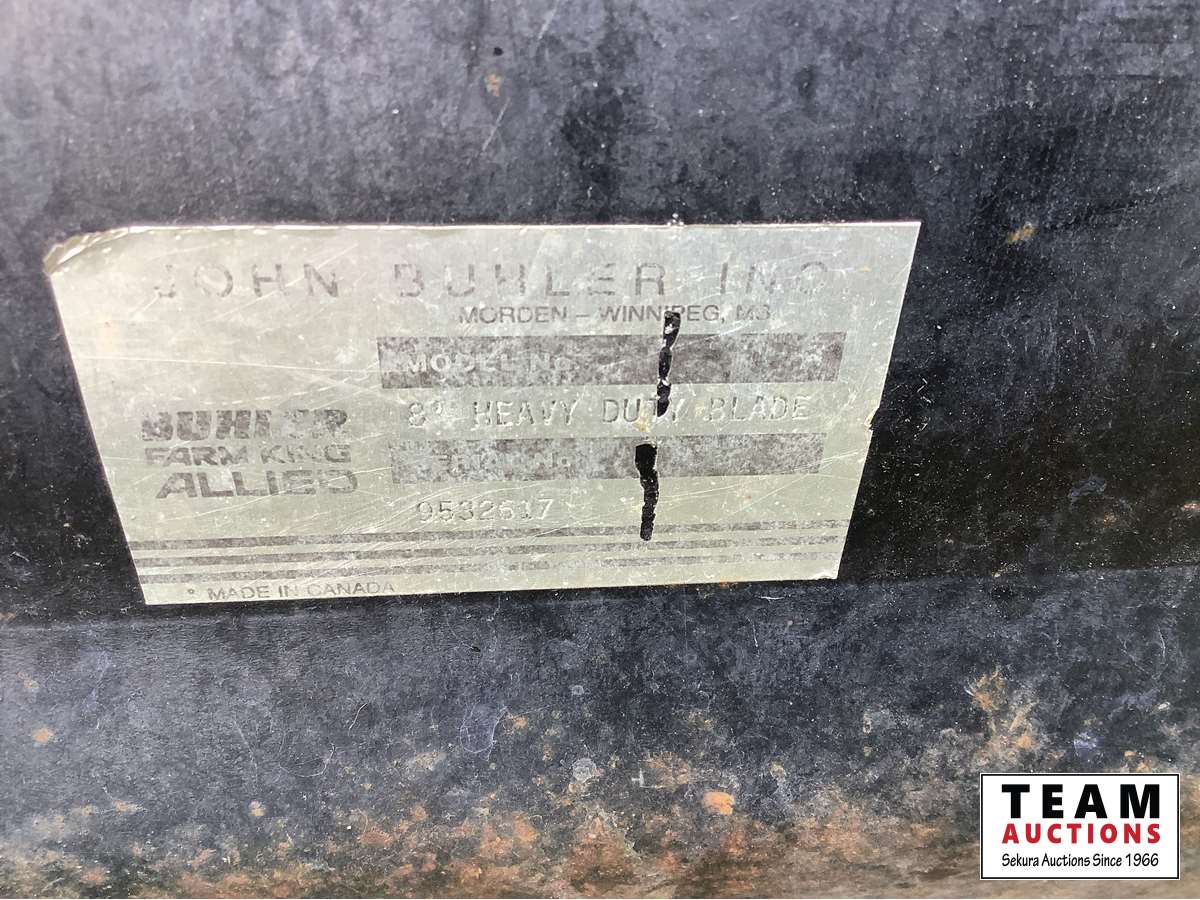 JOHN BUHLER INC
MORDEN – WINNIPEG, MB
MODEL No.
8' HEAVY DUTY BLADE
BUHLER
FARM KING
ALLIED
9532617
MADE IN CANADA
TEAM
AUCTIONS
Sekura Auctions Since 1966